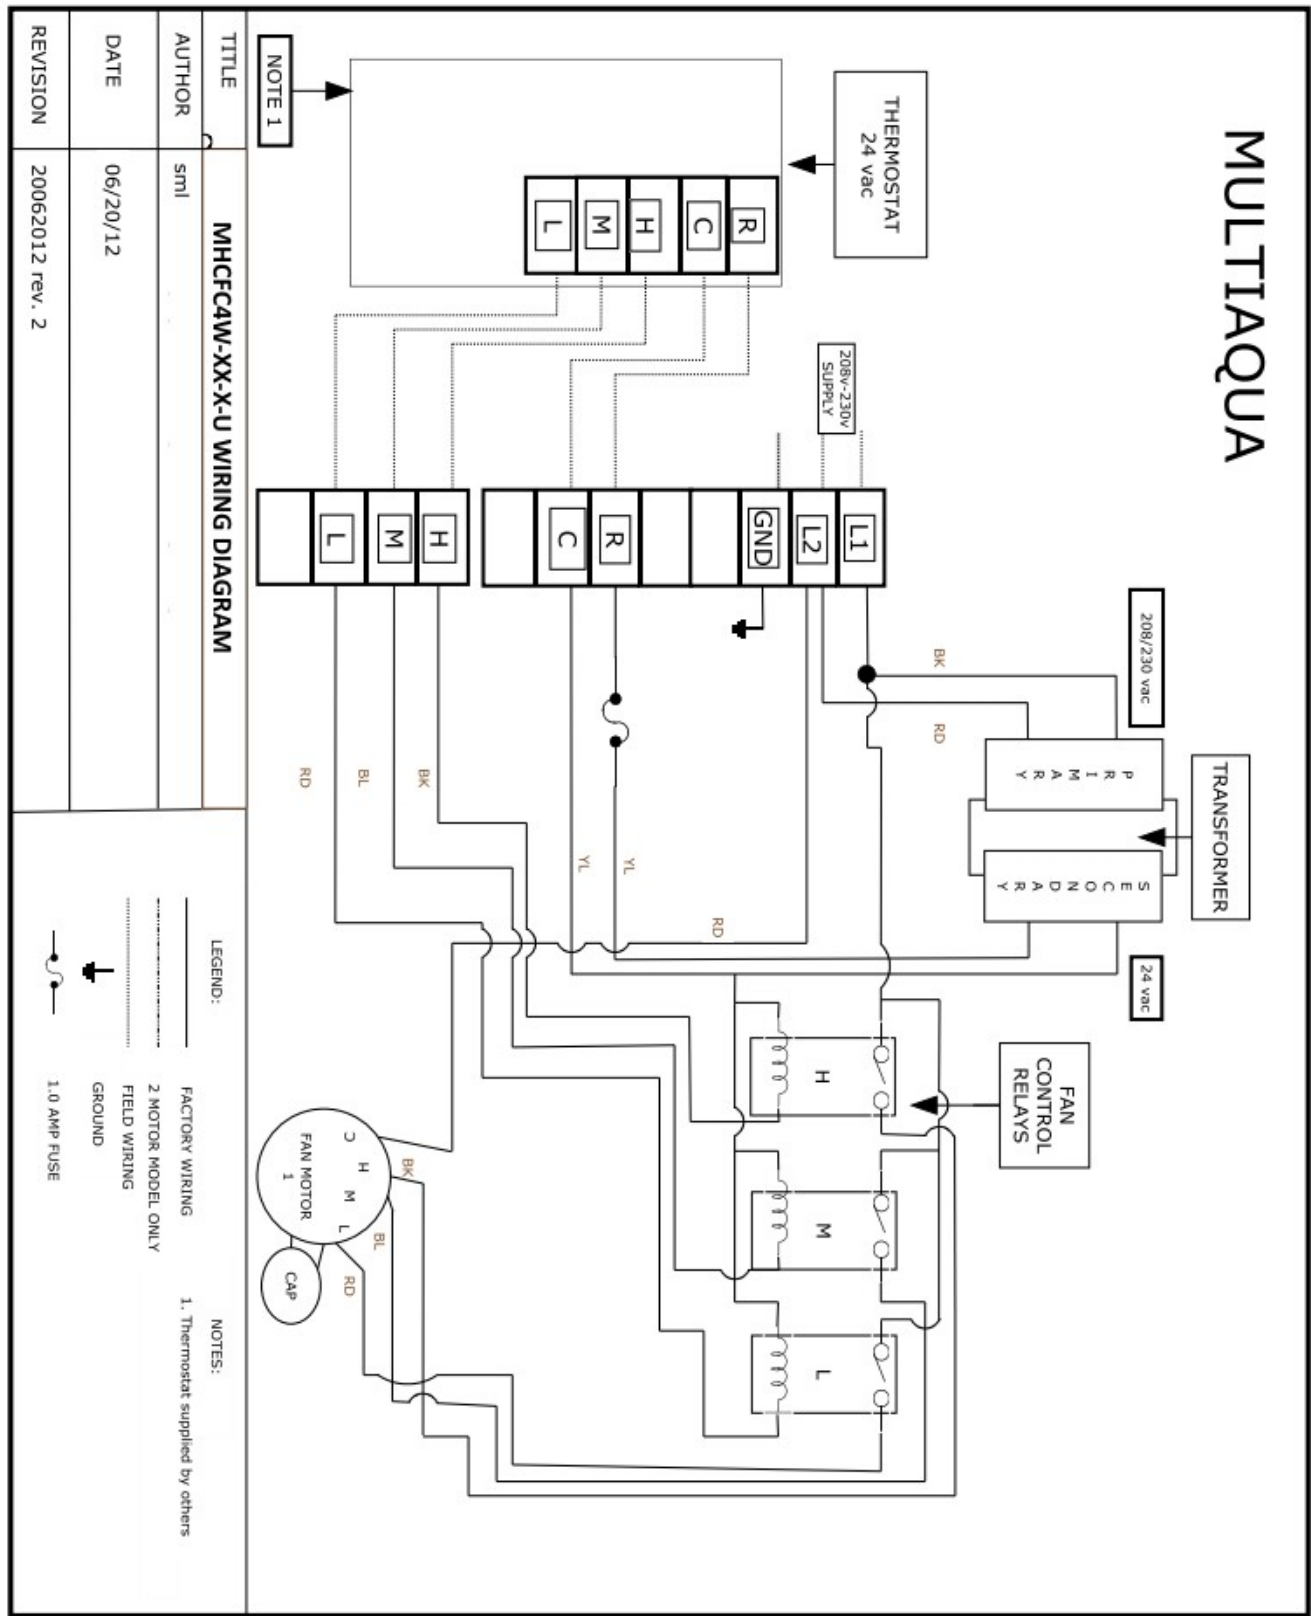 MULTIAQUA
THERMOSTAT
24 vac
NOTE 1
R
C
H
M
L
208v-230v
SUPPLY
L1
L2
GND
R
C
H
M
L
208/230 vac
TRANSFORMER
PRIMARY
SECONDARY
24 vac
BK
RD
RD
YL
YL
BK
BL
RD
FAN
CONTROL
RELAYS
H
M
L
C H M L
FAN MOTOR
1
CAP
BK
BL
RD
TITLE
MHCFC4W-XX-X-U WIRING DIAGRAM
AUTHOR
sml
DATE
06/20/12
REVISION
20062012 rev. 2
LEGEND:
FACTORY WIRING
2 MOTOR MODEL ONLY
FIELD WIRING
GROUND
1.0 AMP FUSE
NOTES:
1. Thermostat supplied by others